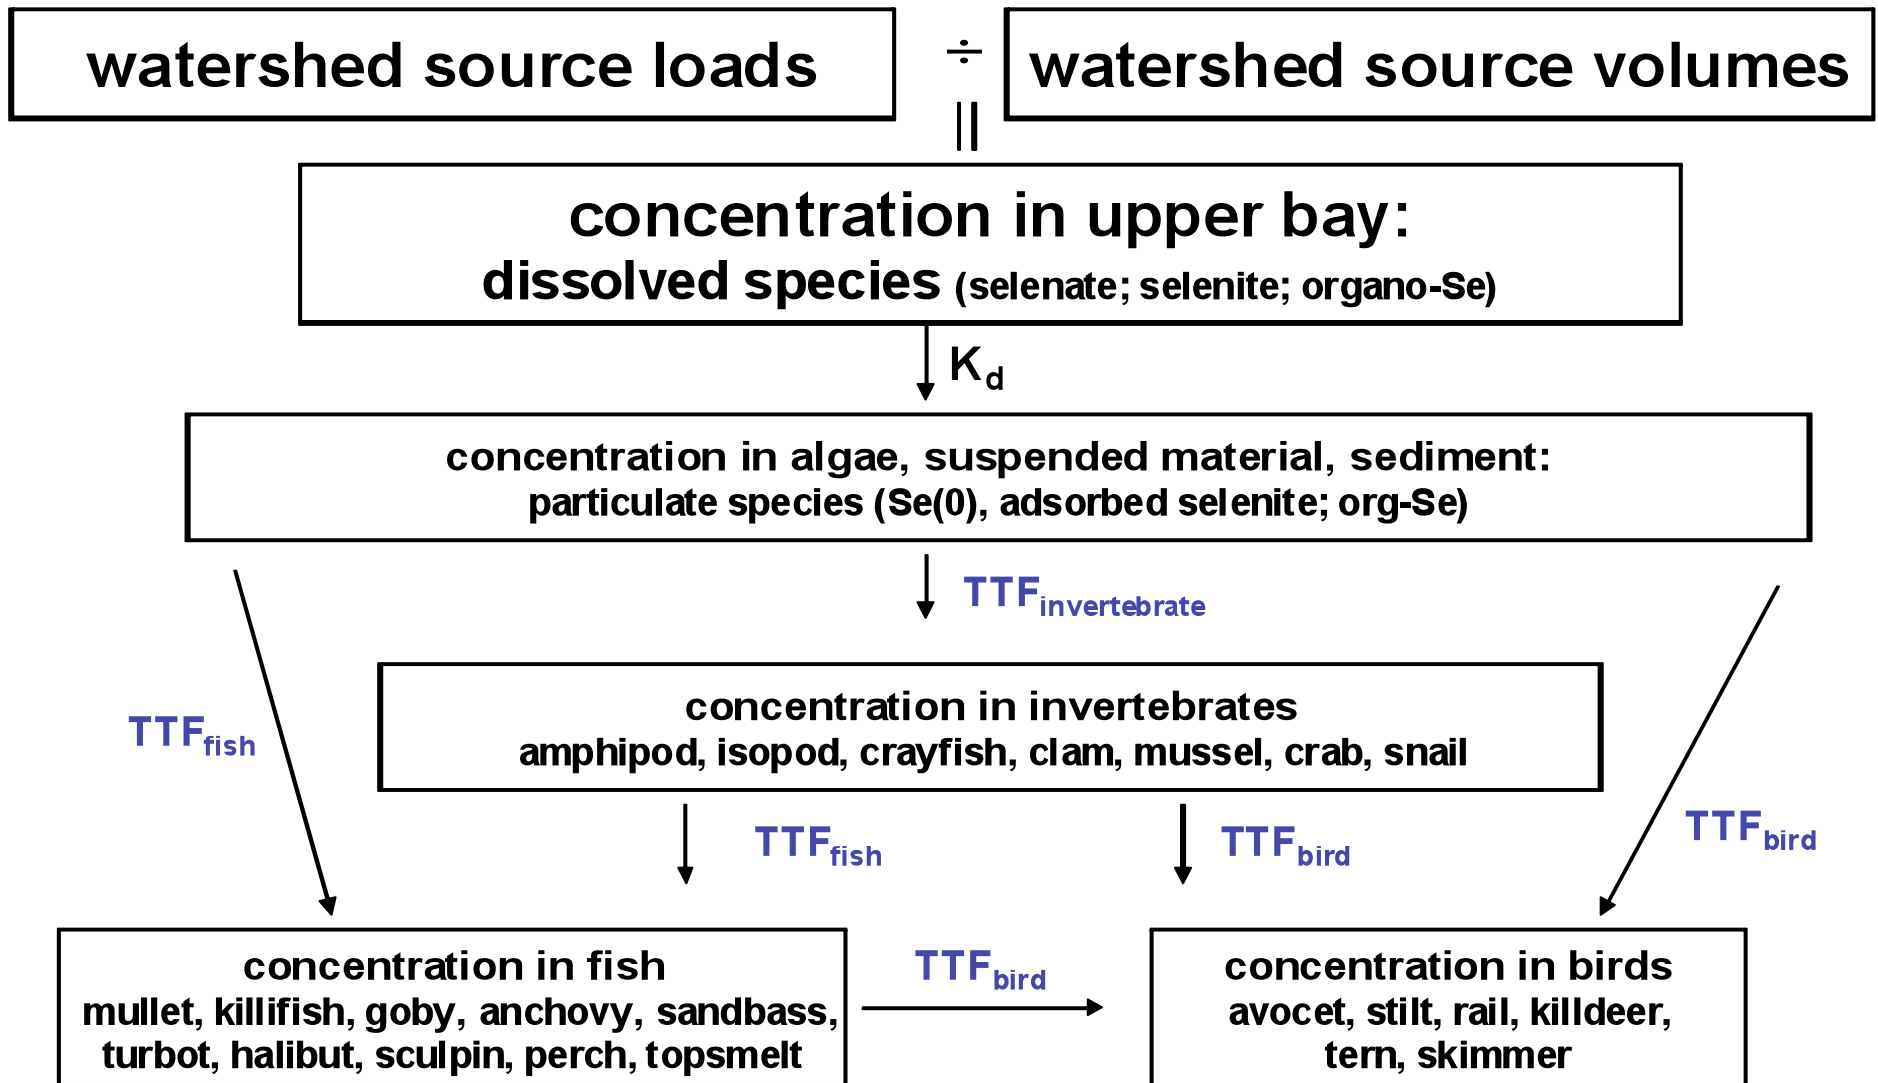 watershed source loads
÷
watershed source volumes
||
concentration in upper bay:
dissolved species (selenate; selenite; organo-Se)
Kd
concentration in algae, suspended material, sediment:
particulate species (Se(0), adsorbed selenite; org-Se)
TTFinvertebrate
TTFfish
concentration in invertebrates
amphipod, isopod, crayfish, clam, mussel, crab, snail
TTFfish
TTFbird
TTFbird
concentration in fish
mullet, killifish, goby, anchovy, sandbass,
turbot, halibut, sculpin, perch, topsmelt
TTFbird
concentration in birds
avocet, stilt, rail, killdeer,
tern, skimmer